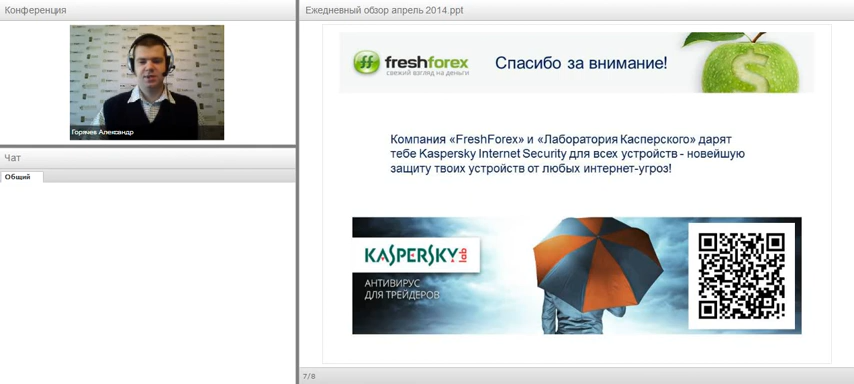 Конференция
Горячев Александр
Чат
Общий
Ежедневный обзор апрель 2014.ppt
freshforex
свежий взгляд на деньги
Спасибо за внимание!
Компания «FreshForex» и «Лаборатория Касперского» дарят
тебе Kaspersky Internet Security для всех устройств - новейшую
защиту твоих устройств от любых интернет-угроз!
KASPERSKY lab
АНТИВИРУС
ДЛЯ ТРЕЙДЕРОВ
7/8